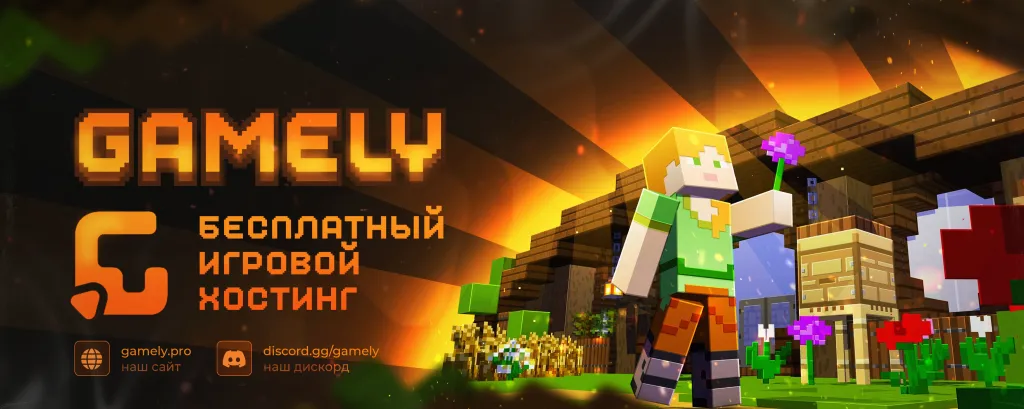 GAMELY
БЕСПЛАТНЫЙ
ИГРОВОЙ
ХОСТИНГ
gamely.pro
наш сайт
discord.gg/gamely
наш дискорд